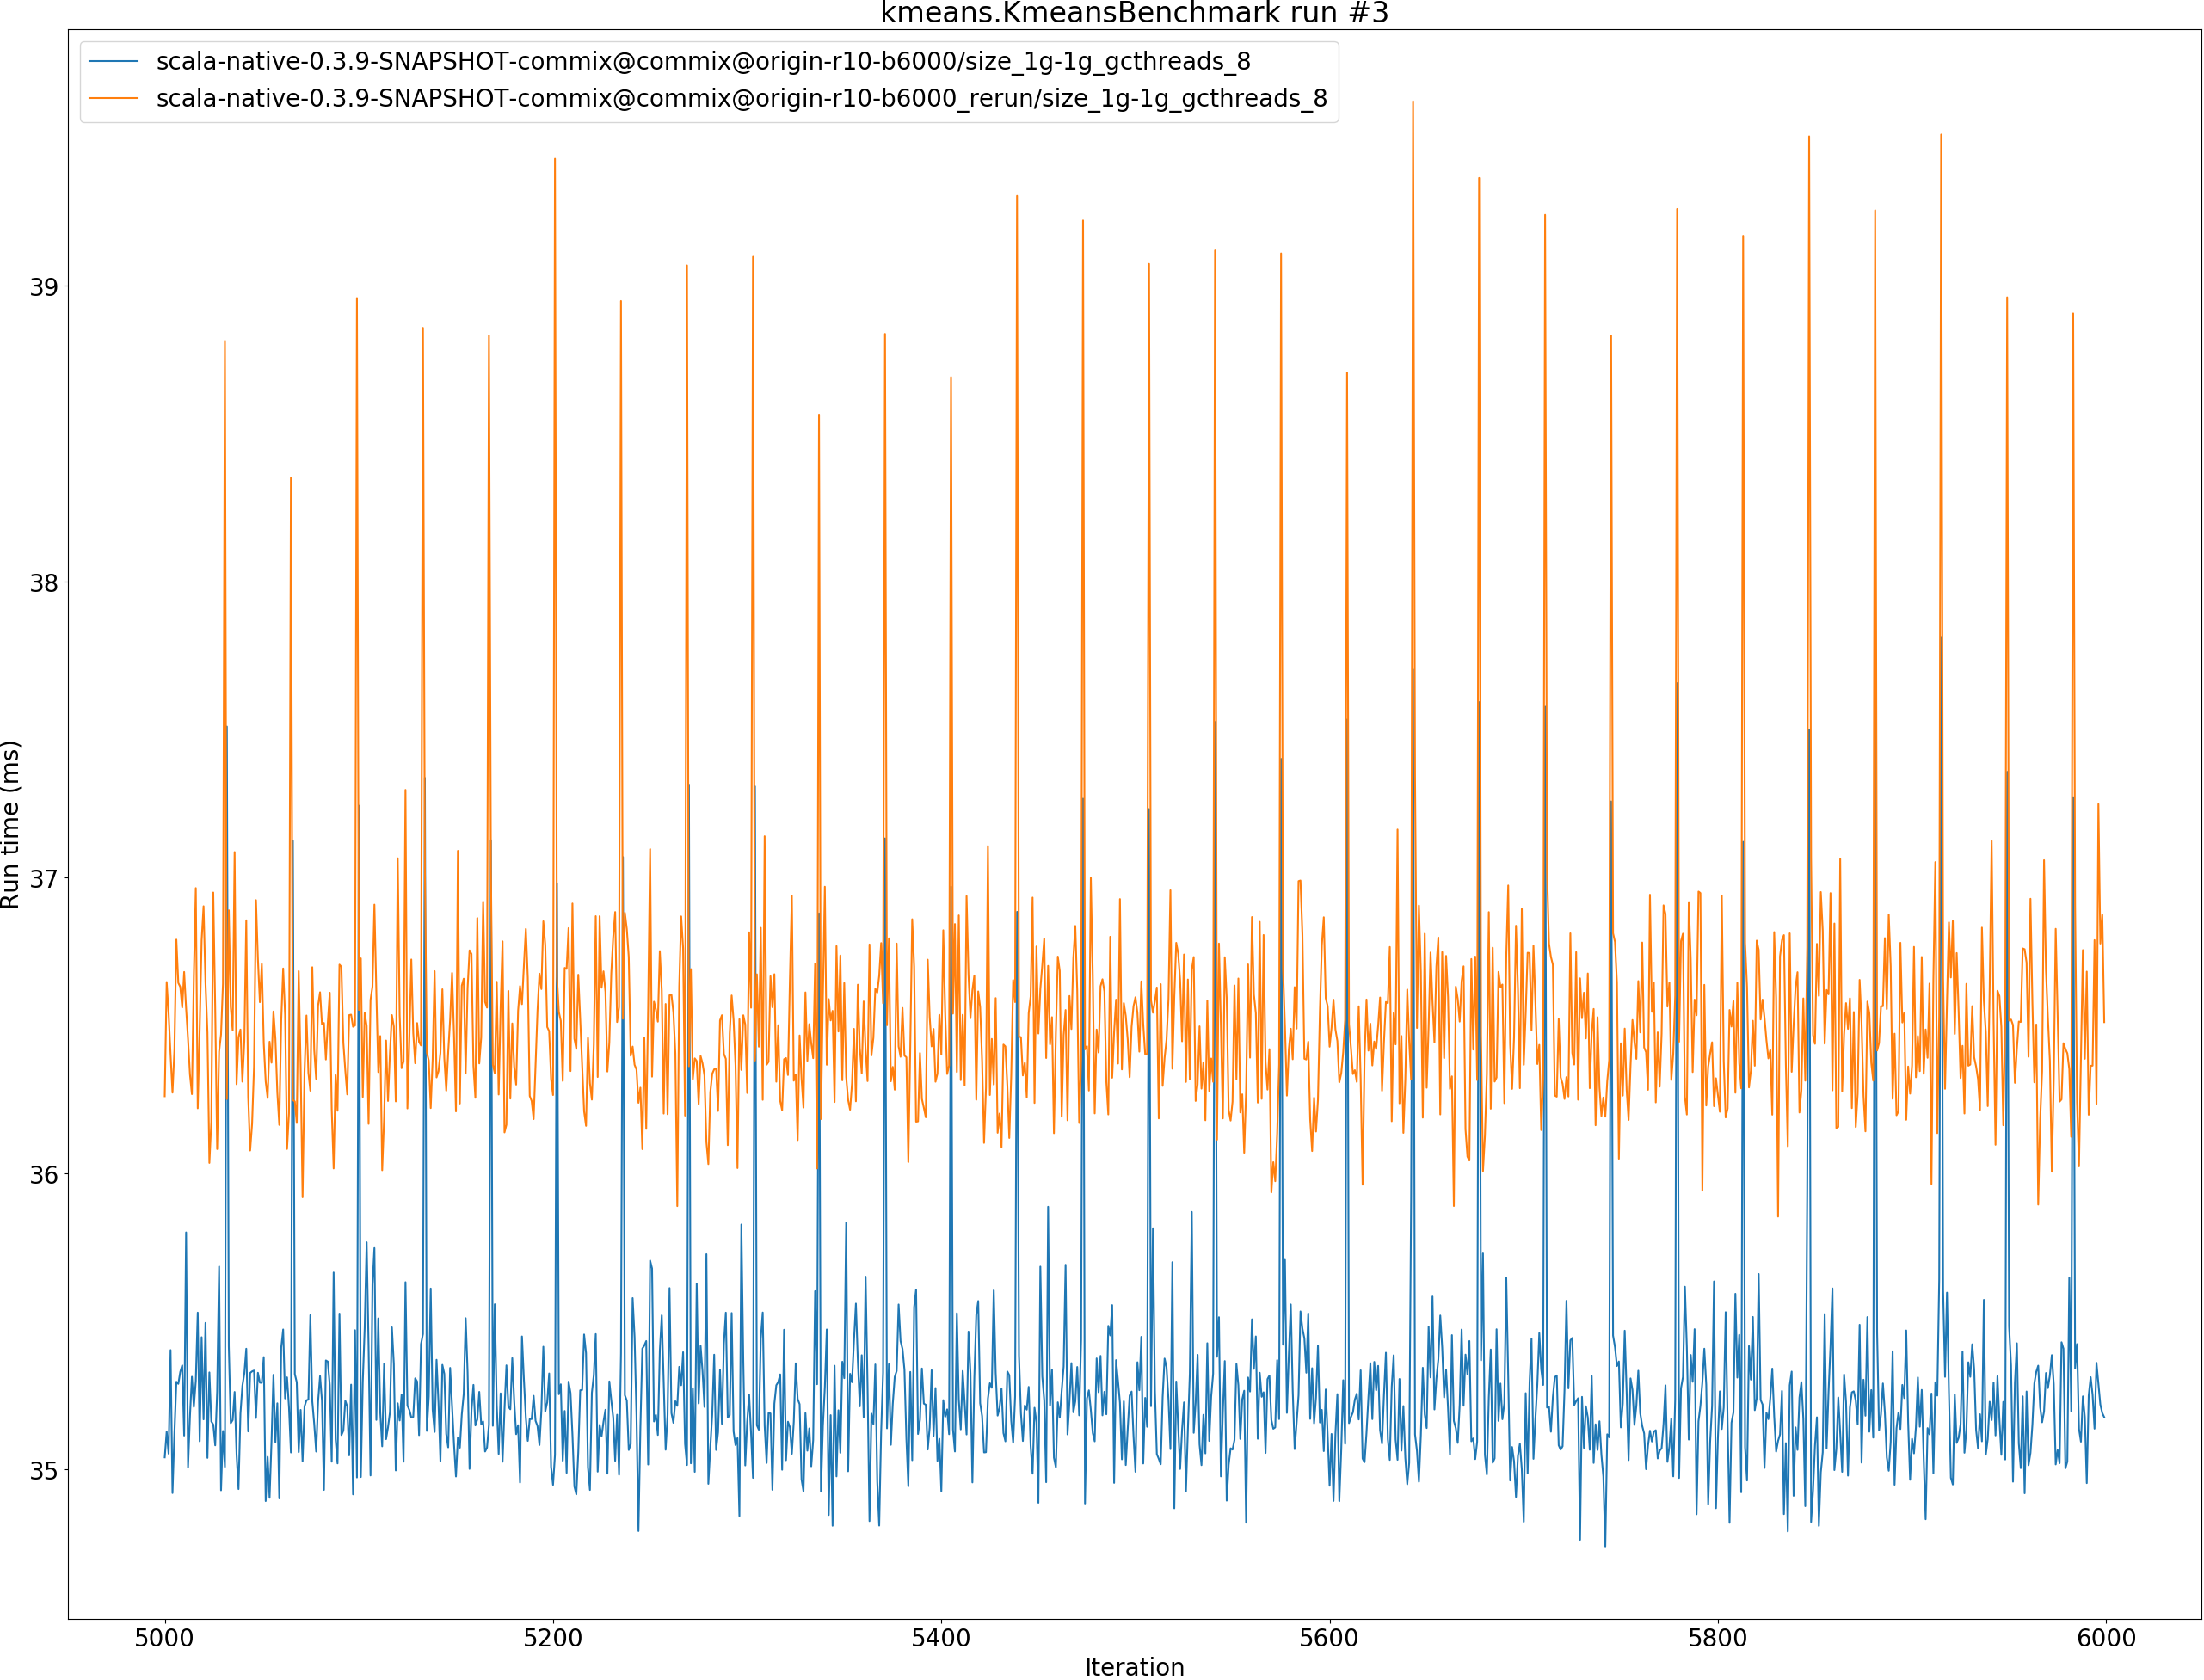 kmeans.KmeansBenchmark run #3
scala-native-0.3.9-SNAPSHOT-commix@commix@origin-r10-b6000/size_1g-1g_gcthreads_8
scala-native-0.3.9-SNAPSHOT-commix@commix@origin-r10-b6000_rerun/size_1g-1g_gcthreads_8
39
38
37
36
35
Run time (ms)
5000
5200
5400
5600
5800
6000
Iteration